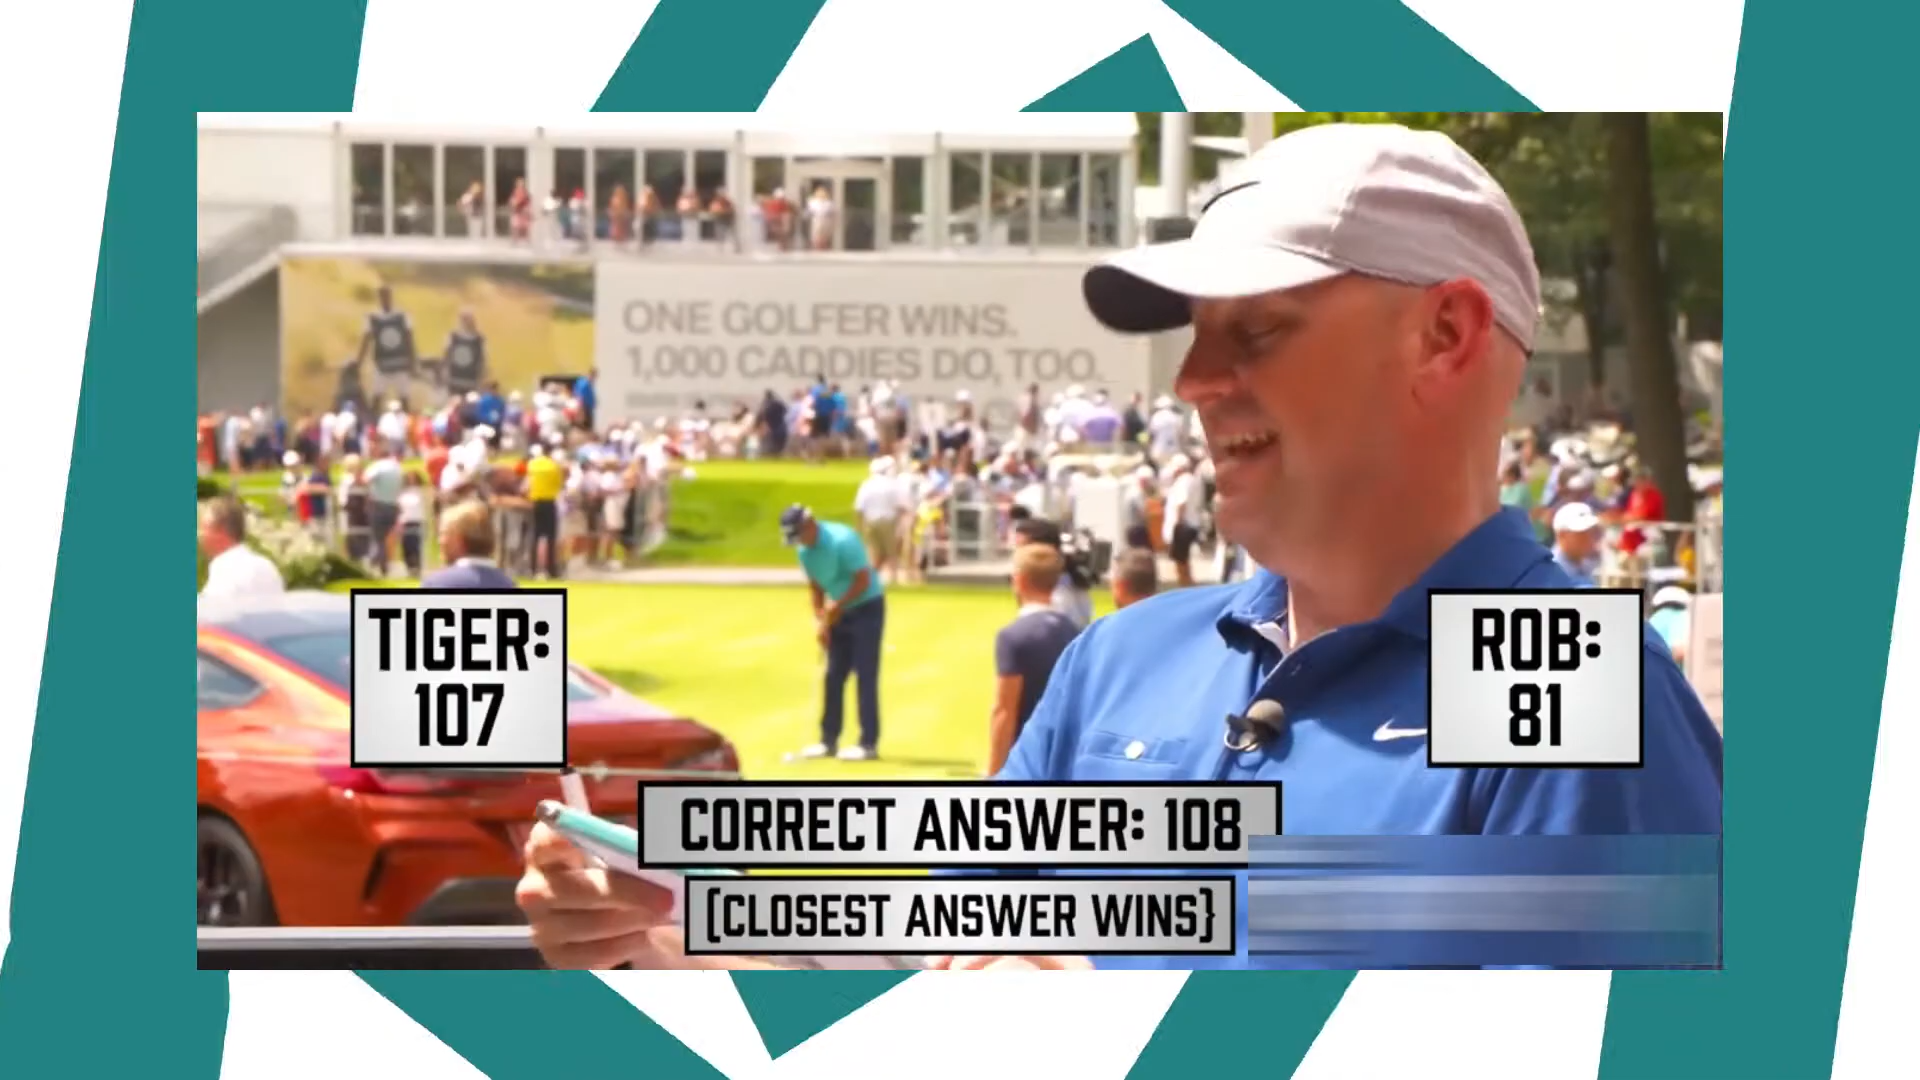 ONE GOLFER WINS.
1,000 CADDIES DO, TOO.
TIGER:
107
ROB:
81
CORRECT ANSWER: 108
[CLOSEST ANSWER WINS}